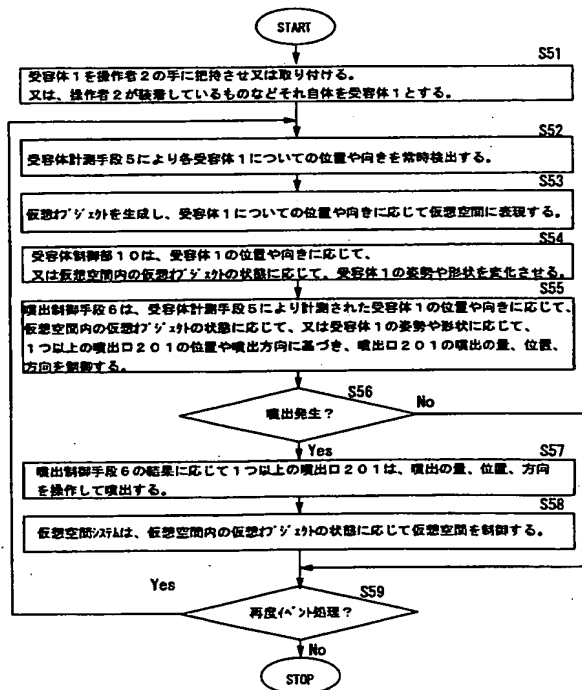 START
S51
受容体1を操作者2の手に把持させ又は取り付ける。
又は、操作者2が装着しているものなどそれ自体を受容体1とする。
S52
受容体計測手段5により各受容体1についての位置や向きを常時検出する。
S53
仮想オブジェクトを生成し、受容体1についての位置や向きに応じて仮想空間に表現する。
S54
受容体制御部10は、受容体1の位置や向きに応じて、
又は仮想空間内の仮想オブジェクトの状態に応じて、受容体1の姿勢や形状を変化させる。
S55
噴出制御手段6は、受容体計測手段5により計測された受容体1の位置や向きに応じて、
仮想空間内の仮想オブジェクトの状態に応じて、又は受容体1の姿勢や形状に応じて、
1つ以上の噴出口201の位置や噴出方向に基づき、噴出口201の噴出の量、位置、
方向を制御する。
S56
噴出発生?
No
Yes
S57
噴出制御手段6の結果に応じて1つ以上の噴出口201は、噴出の量、位置、方向
を操作して噴出する。
S58
仮想空間システムは、仮想空間内の仮想オブジェクトの状態に応じて仮想空間を制御する。
Yes
S59
再度イベント処理?
No
STOP